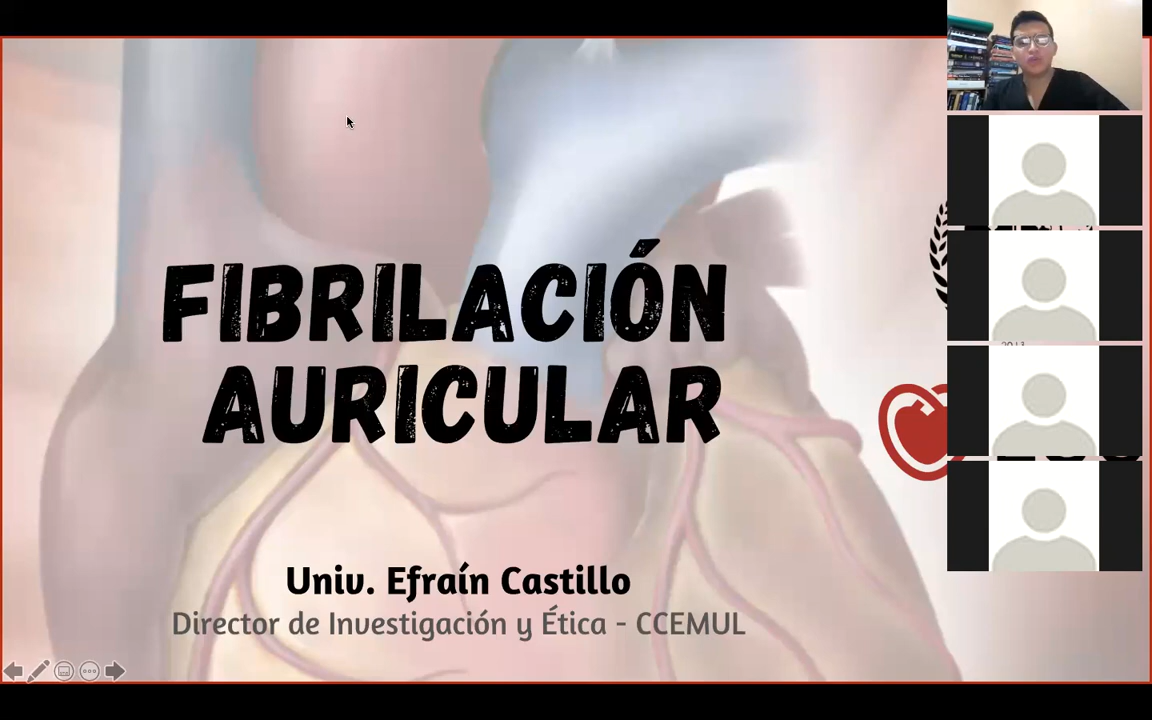 FIBRILACIÓN
AURICULAR
Univ. Efraín Castillo
Director de Investigación y Ética - CCEMUL